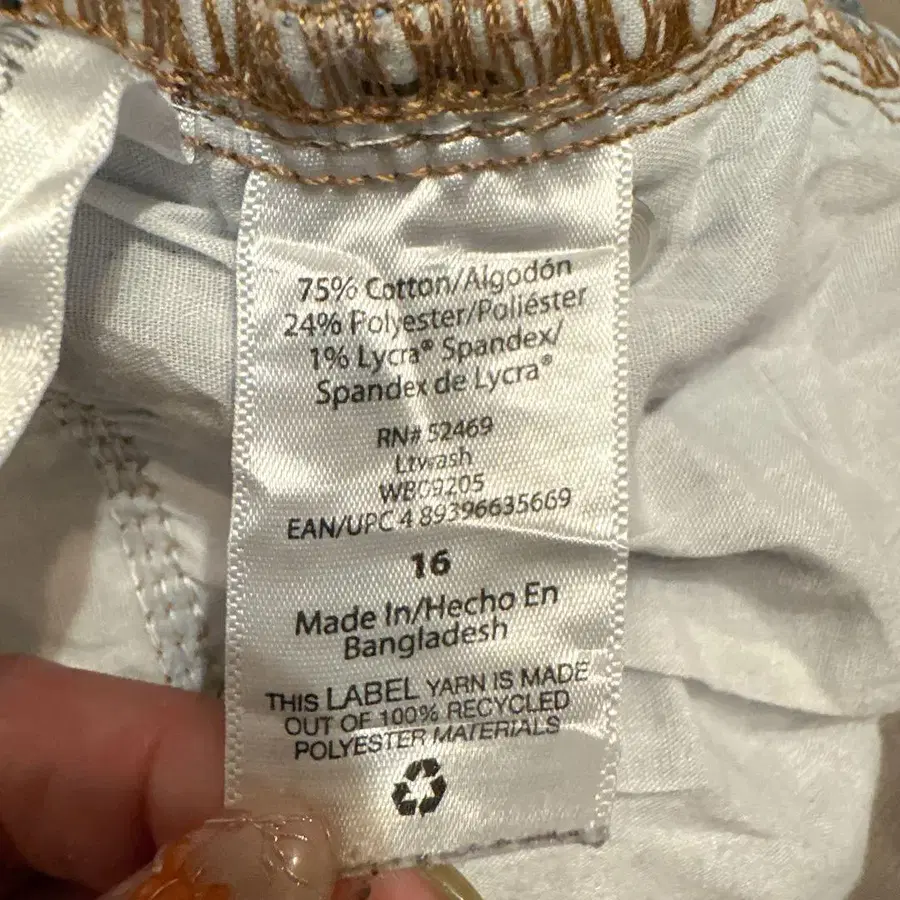 75% Cotton/Algodón
24% Polyester/Poliéster
1% Lycra® Spandex/
Spandex de Lycra®
RN# 52469
Ltwash
WB09205
EAN/UPC 4 89396635669
16
Made In/Hecho En
Bangladesh
THIS LABEL YARN IS MADE
OUT OF 100% RECYCLED
POLYESTER MATERIALS